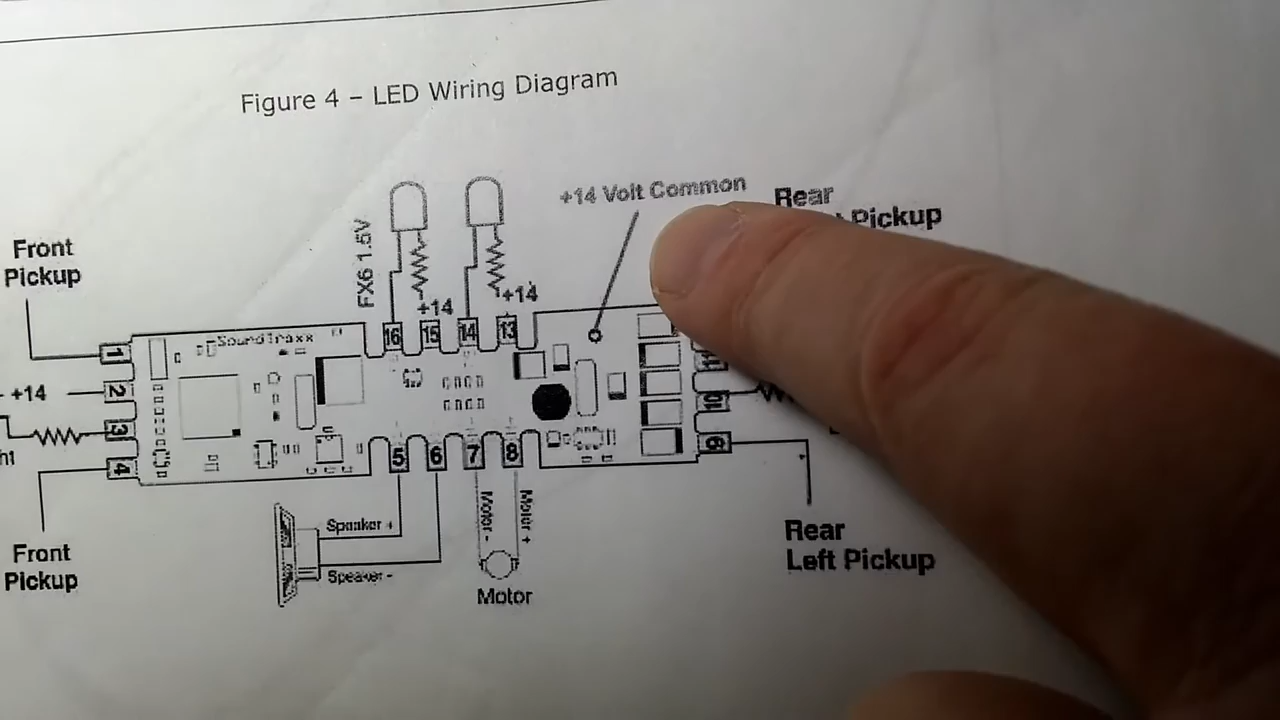 Figure 4 – LED Wiring Diagram
+14 Volt Common
Rear
Pickup
FX6 1.5V
Front
Pickup
+14
+14
16
15
14
13
SoundTraxx
1
+14
2
3
4
11
10
9
5
6
7
8
Speaker +
Speaker -
Motor -
Motor +
Motor
Front
Pickup
Rear
Left Pickup